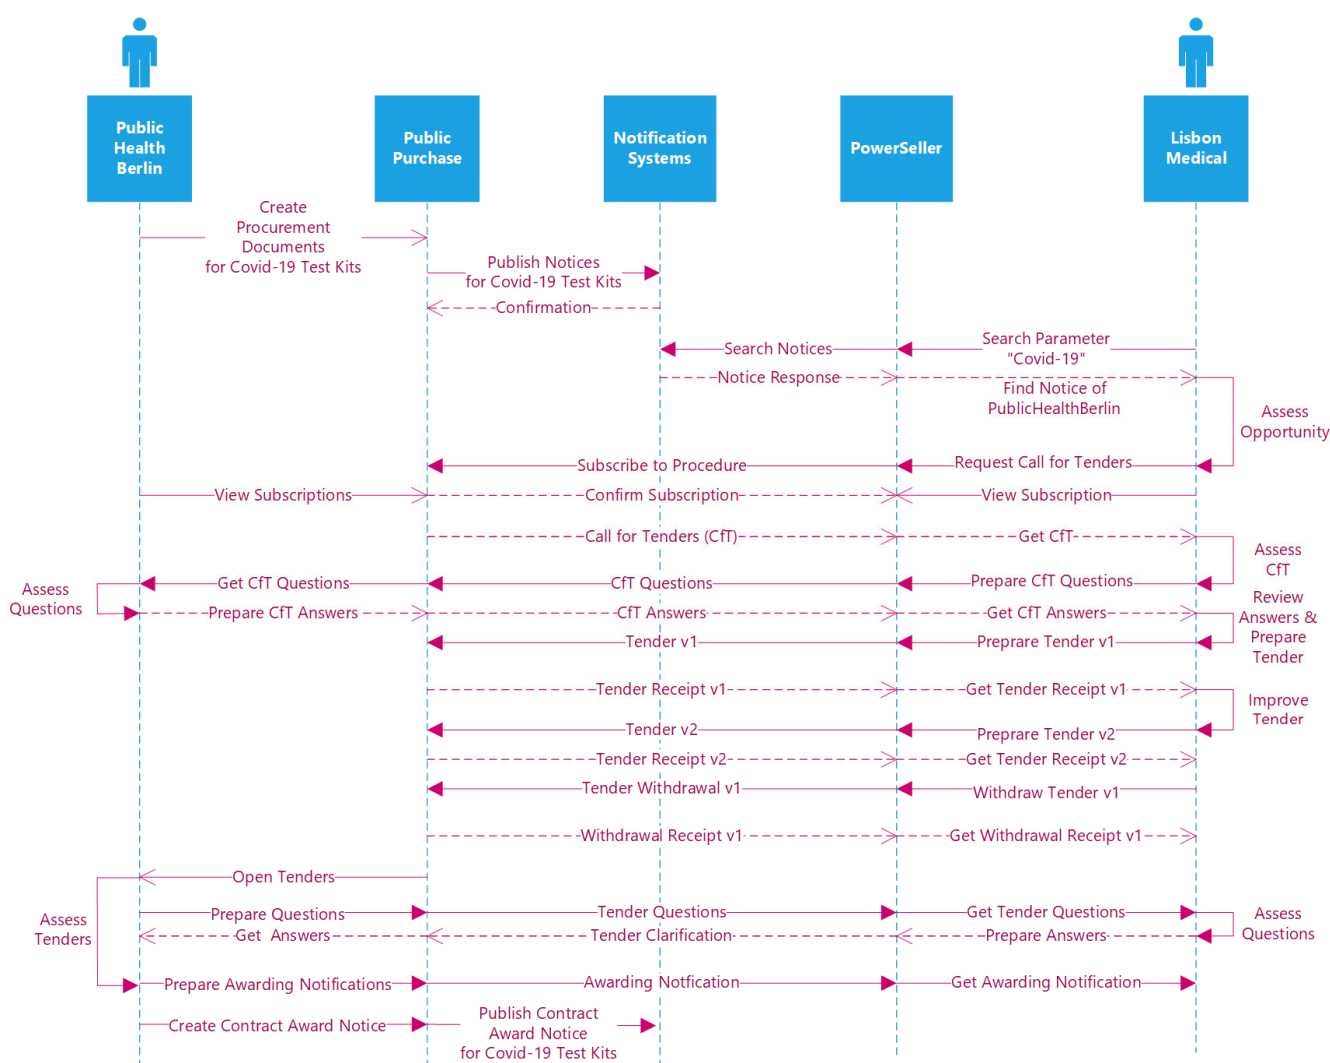 Public
Health
Berlin
Public
Purchase
Notification
Systems
PowerSeller
Lisbon
Medical
Create
Procurement
Documents
for Covid-19 Test Kits
Publish Notices
for Covid-19 Test Kits
Confirmation
Search Notices
Search Parameter
"Covid-19"
Notice Response
Find Notice of
PublicHealthBerlin
Assess
Opportunity
Subscribe to Procedure
Request Call for Tenders
View Subscriptions
Confirm Subscription
View Subscription
Call for Tenders (CfT)
Get CfT
Assess
CfT
Assess
Questions
Get CfT Questions
CfT Questions
Prepare CfT Questions
Prepare CfT Answers
CfT Answers
Get CfT Answers
Review
Answers &
Prepare
Tender
Tender v1
Preprare Tender v1
Tender Receipt v1
Get Tender Receipt v1
Improve
Tender
Tender v2
Preprare Tender v2
Tender Receipt v2
Get Tender Receipt v2
Tender Withdrawal v1
Withdraw Tender v1
Withdrawal Receipt v1
Get Withdrawal Receipt v1
Open Tenders
Assess
Tenders
Prepare Questions
Tender Questions
Get Tender Questions
Assess
Questions
Get Answers
Tender Clarification
Prepare Answers
Prepare Awarding Notifications
Awarding Notfication
Get Awarding Notification
Create Contract Award Notice
Publish Contract
Award Notice
for Covid-19 Test Kits